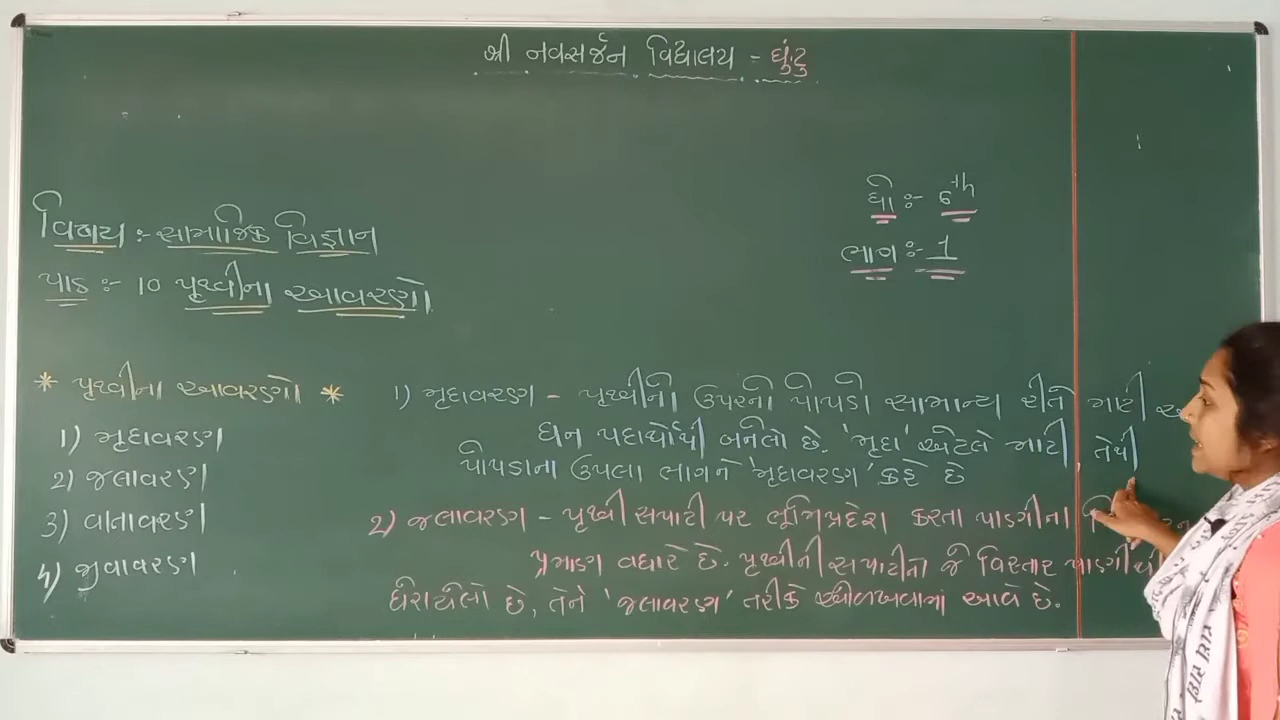 શ્રી નવસર્જન વિદ્યાલય - ઘુંટુ
ધો :- 6th
ભાગ :- 1
વિષય :- સામાજિક વિજ્ઞાન
પાઠ :- 10 પૃથ્વીના આવરણો
* પૃથ્વીના આવરણો *
1) મૃદાવરણ
2) જલાવરણ
3) વાતાવરણ
4) જીવાવરણ
1) મૃદાવરણ - પૃથ્વીની ઉપરની પોપડો સામાન્ય રીતે માટી
ઘન પદાર્થોથી બનેલો છે. 'મૃદા' એટલે માટી તેથી
પોપડાના ઉપલા ભાગને 'મૃદાવરણ' કહે છે
2) જલાવરણ - પૃથ્વી સપાટી પર ભૂમિપ્રદેશ કરતા પાણીના
પ્રમાણ વધારે છે. પૃથ્વીની સપાટીના જે વિસ્તાર પાણીથી
ઘેરાયેલો છે, તેને 'જલાવરણ' તરીકે ઓળખવામાં આવે છે.